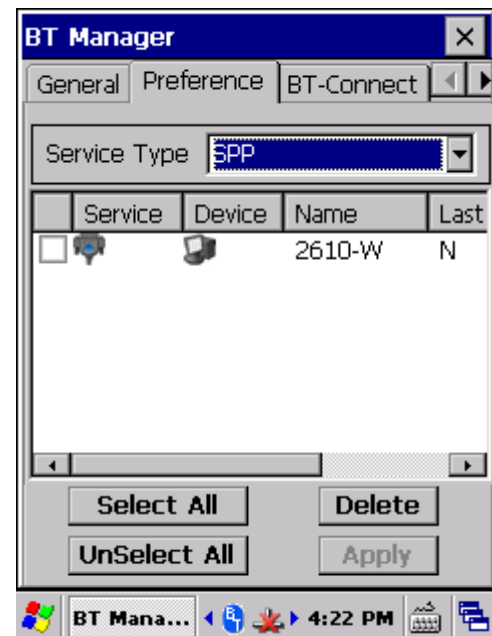 BT Manager
General Preference BT-Connect
Service Type SPP
Service Device Name Last
2610-W N
Select All Delete
UnSelect All Apply
BT Mana... 4:22 PM